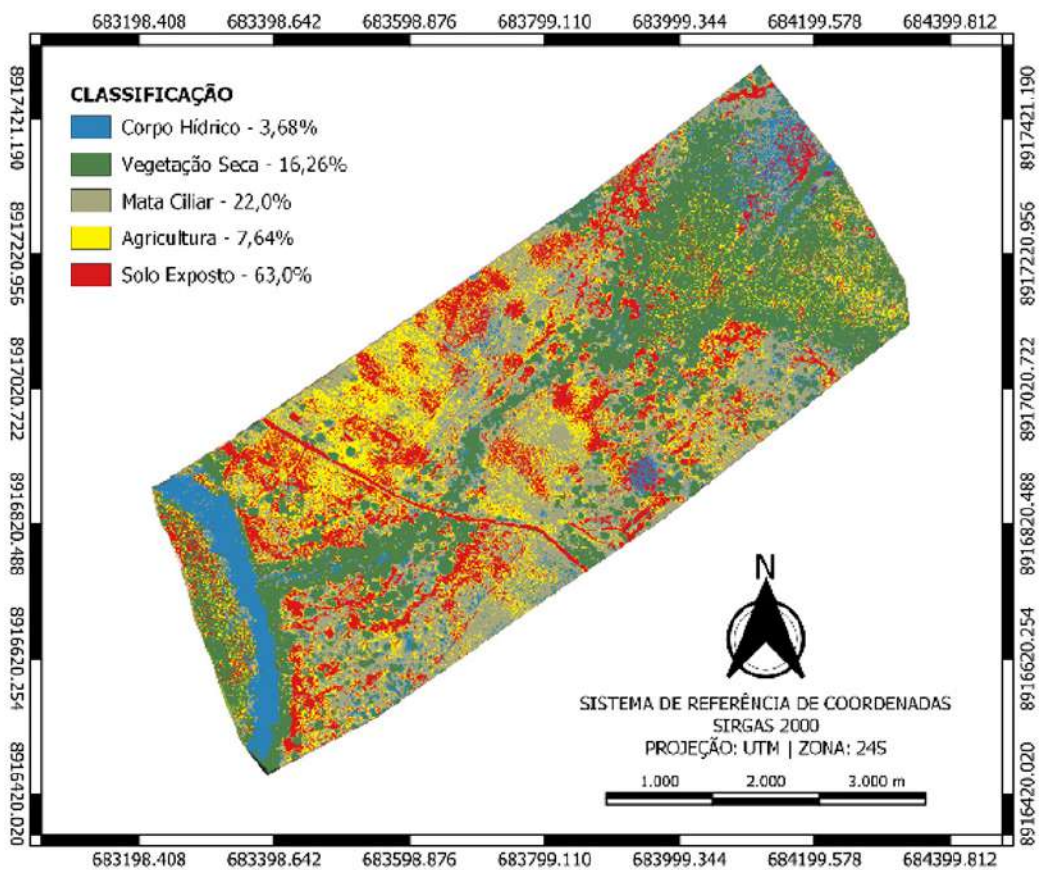 683198.408 683398.642 683598.876 683799.110 683999.344 684199.578 684399.812
8917421.190
8917220.956
8917020.722
8916820.488
8916620.254
8916420.020
CLASSIFICAÇÃO
Corpo Hídrico - 3,68%
Vegetação Seca - 16,26%
Mata Ciliar - 22,0%
Agricultura - 7,64%
Solo Exposto - 63,0%
N
SISTEMA DE REFERÊNCIA DE COORDENADAS
SIRGAS 2000
PROJEÇÃO: UTM | ZONA: 24S
1.000 2.000 3.000 m
8917421.190
8917220.956
8917020.722
8916820.488
8916620.254
8916420.020
683198.408 683398.642 683598.876 683799.110 683999.344 684199.578 684399.812